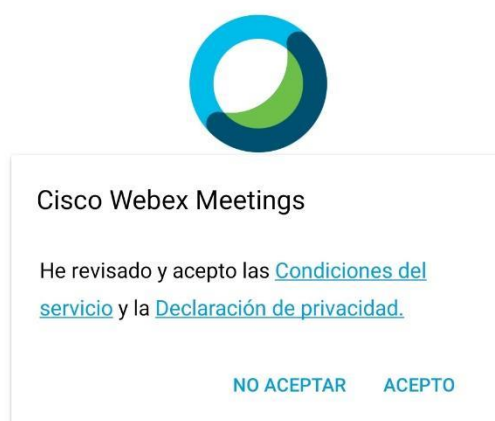 Cisco Webex Meetings
He revisado y acepto las Condiciones del
servicio y la Declaración de privacidad.
NO ACEPTAR ACEPTO